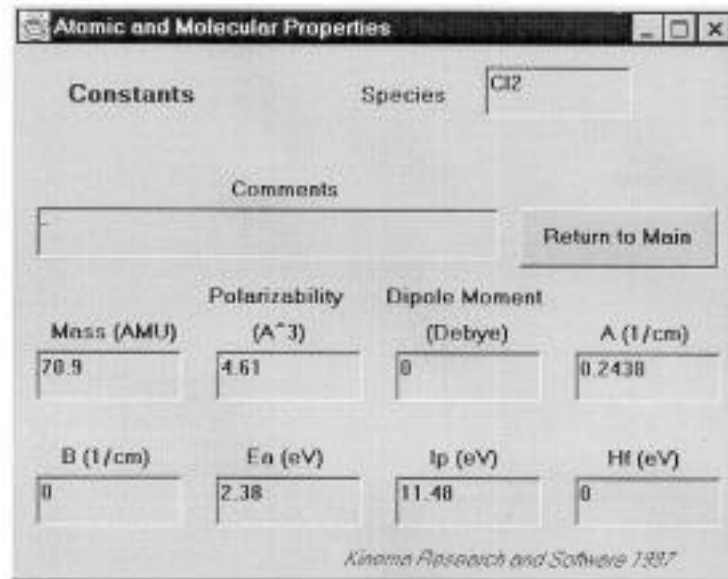 Atomic and Molecular Properties
Constants
Species
Cl2
Comments
Return to Main
Polarizability Dipole Moment
Mass (AMU) (A^3) (Debye) A (1/cm)
70.9 4.61 0 0.2438
B (1/cm) Ea (eV) Ip (eV) Hf (eV)
0 2.38 11.48 0
Kinema Research and Software 1997